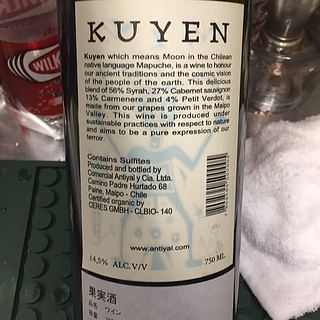 KUYEN
Kuyen which means Moon in the Chilean
native language Mapuche, is a wine to honour
our ancient traditions and the cosmic vision
of the people of the earth. This delicious
blend of 56% Syrah, 27% Cabernet sauvignon
13% Carmenere and 4% Petit Verdot, is
made from our grapes grown in the Maipo
Valley. This wine is produced under
sustainable practices with respect to nature
and aims to be a pure expression of our
terroir.
Contains Sulfites
Produced and bottled by
Comercial Antiyal y Cia. Ltda.
Camino Padre Hurtado 68
Paine, Maipo - Chile
Certified organic by
CERES GMBH - CLBIO- 140
www.antiyal.com
14,5% ALC. V/V 750 ML
果実酒
品名 ワイン
容量
WILK